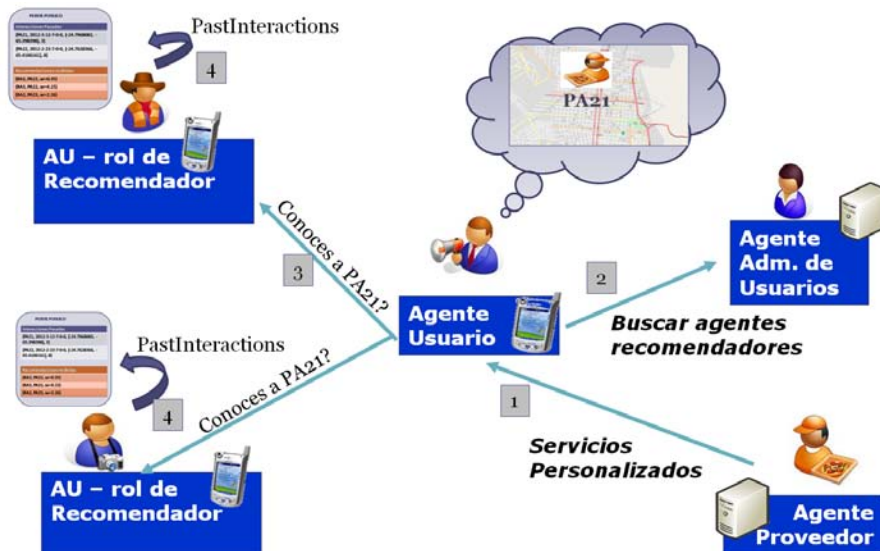 PastInteractions
4
AU – rol de
Recomendador
PA21
Conoces a PA21?
3
Agente
Usuario
2
Buscar agentes
recomendadores
Agente
Adm. de
Usuarios
PastInteractions
4
Conoces a PA21?
AU – rol de
Recomendador
1
Servicios
Personalizados
Agente
Proveedor